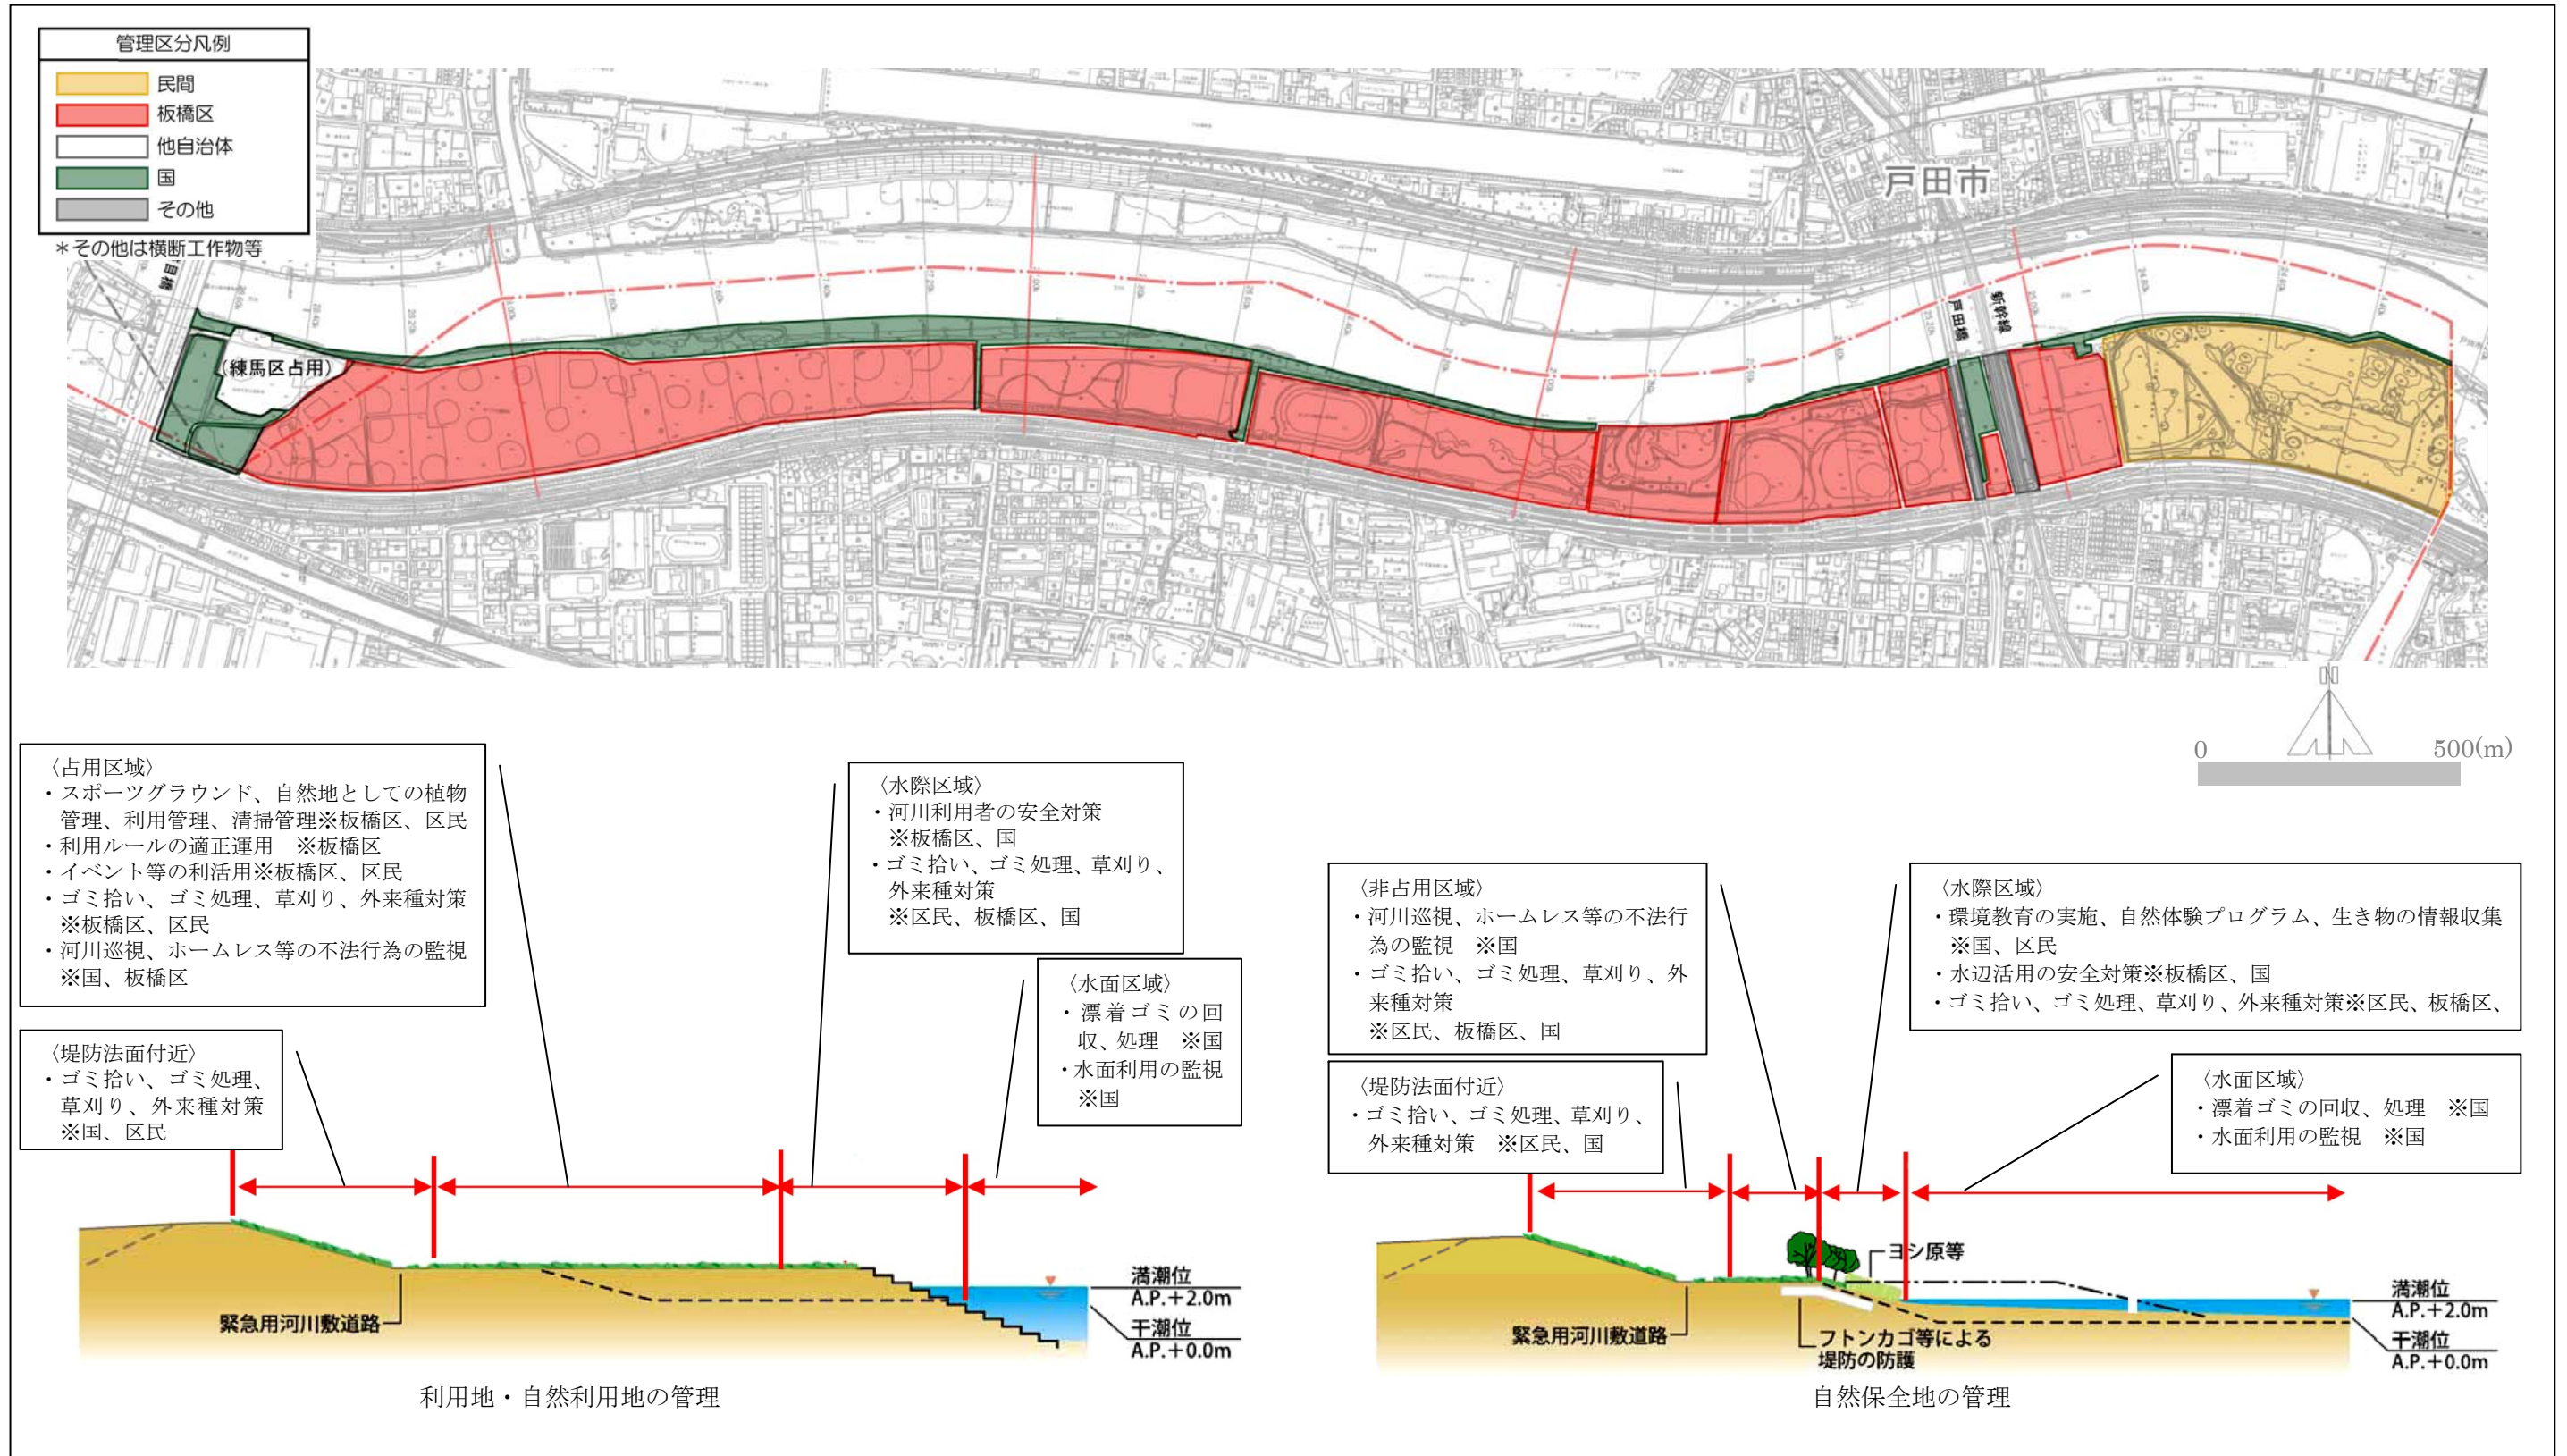 管理区分凡例
民間
板橋区
他自治体
国
その他
＊その他は横断工作物等
目橋
（練馬区占用）
戸田市
戸田橋
新幹線
N
0
500(m)
〈占用区域〉
・スポーツグラウンド、自然地としての植物
管理、利用管理、清掃管理※板橋区、区民
・利用ルールの適正運用　※板橋区
・イベント等の利活用※板橋区、区民
・ゴミ拾い、ゴミ処理、草刈り、外来種対策
※板橋区、区民
・河川巡視、ホームレス等の不法行為の監視
※国、板橋区
〈堤防法面付近〉
・ゴミ拾い、ゴミ処理、
草刈り、外来種対策
※国、区民
〈水際区域〉
・河川利用者の安全対策
※板橋区、国
・ゴミ拾い、ゴミ処理、草刈り、
外来種対策
※区民、板橋区、国
〈水面区域〉
・漂着ゴミの回
収、処理　※国
・水面利用の監視
※国
緊急用河川敷道路
満潮位
A.P.＋2.0m
干潮位
A.P.＋0.0m
利用地・自然利用地の管理
〈非占用区域〉
・河川巡視、ホームレス等の不法行
為の監視　※国
・ゴミ拾い、ゴミ処理、草刈り、外
来種対策
※区民、板橋区、国
〈堤防法面付近〉
・ゴミ拾い、ゴミ処理、草刈り、
外来種対策　※区民、国
〈水際区域〉
・環境教育の実施、自然体験プログラム、生き物の情報収集
※国、区民
・水辺活用の安全対策※板橋区、国
・ゴミ拾い、ゴミ処理、草刈り、外来種対策※区民、板橋区、
〈水面区域〉
・漂着ゴミの回収、処理　※国
・水面利用の監視　※国
ヨシ原等
緊急用河川敷道路
フトンカゴ等による
堤防の防護
満潮位
A.P.＋2.0m
干潮位
A.P.＋0.0m
自然保全地の管理